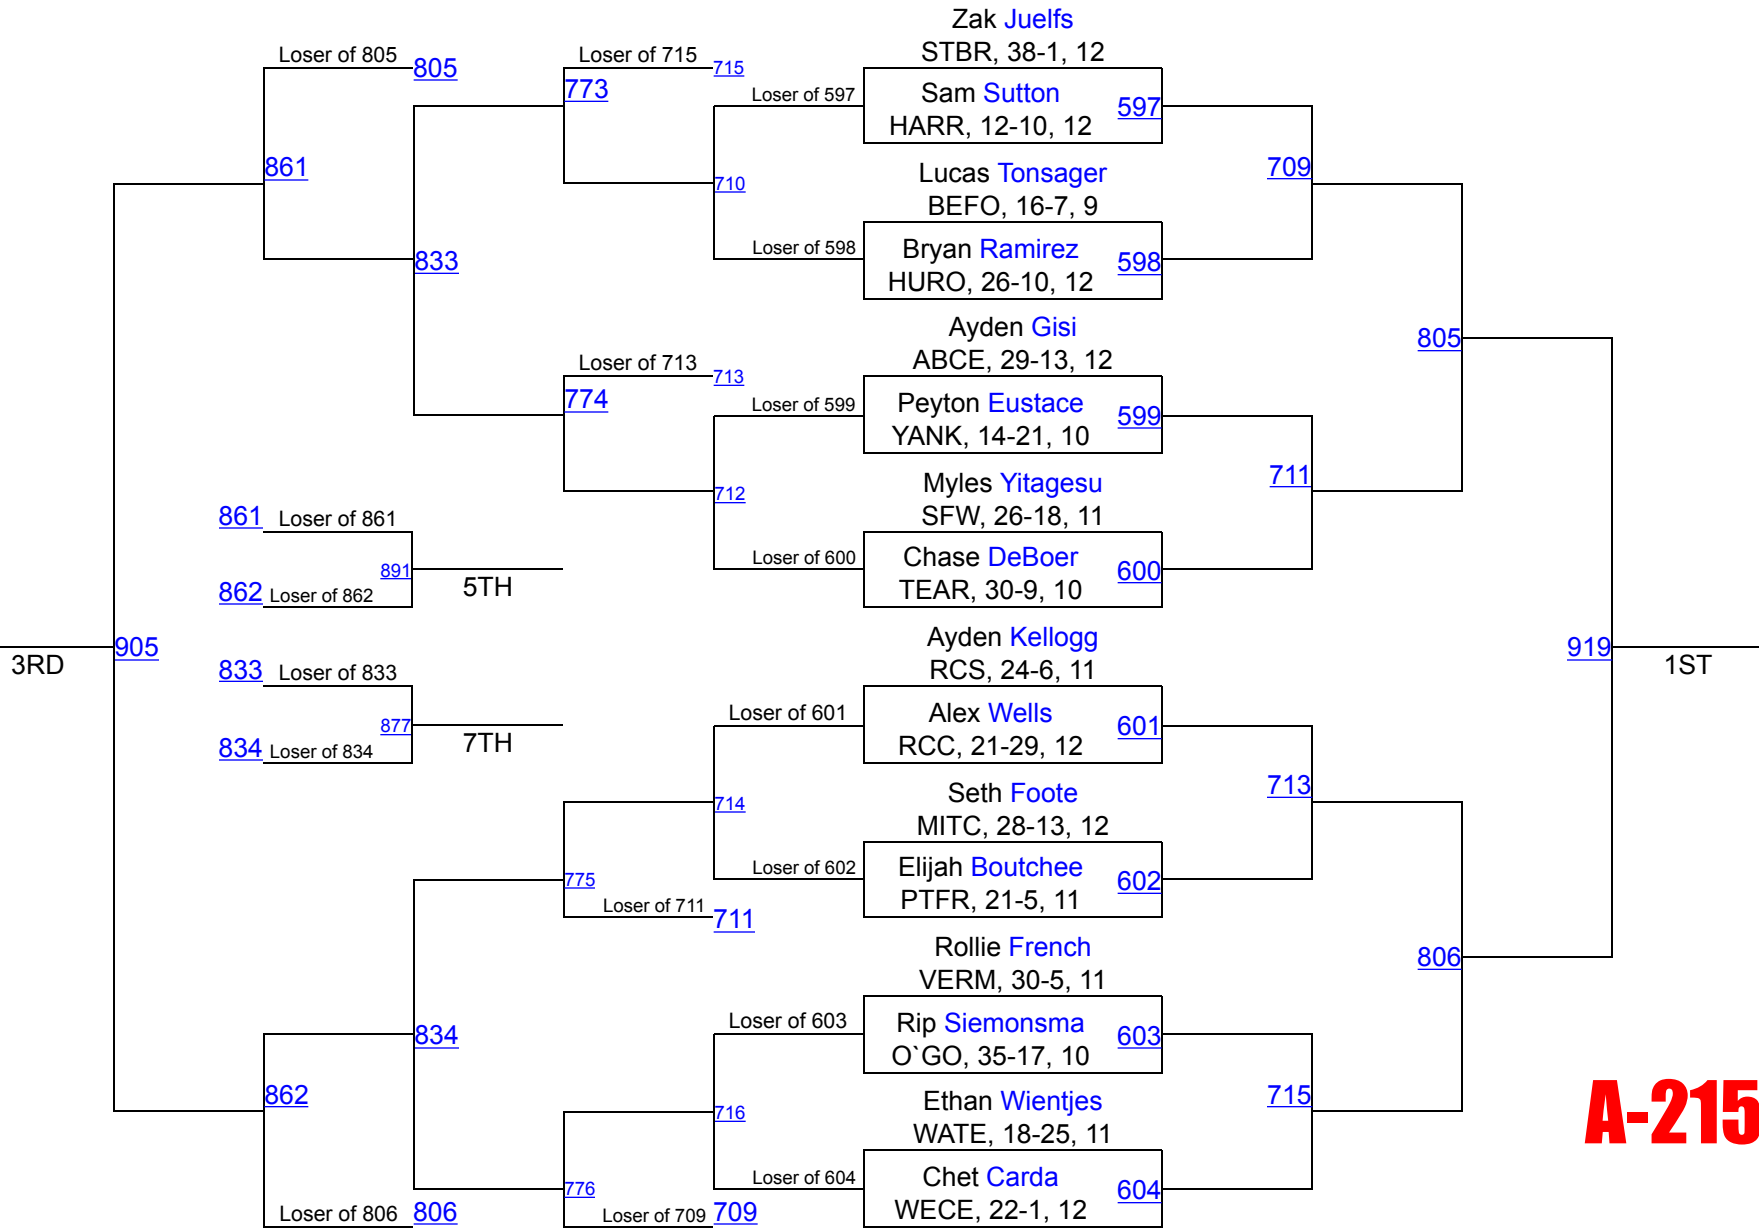 Zak Juelfs
STBR, 38-1, 12
Loser of 805
805
Loser of 715
715
773
Loser of 597
Sam Sutton
HARR, 12-10, 12
597
861
710
Lucas Tonsager
BEFO, 16-7, 9
709
833
Loser of 598
Bryan Ramirez
HURO, 26-10, 12
598
Ayden Gisi
ABCE, 29-13, 12
805
Loser of 713
713
774
Loser of 599
Peyton Eustace
YANK, 14-21, 10
599
712
Myles Yitagesu
SFW, 26-18, 11
711
861
Loser of 861
891
5TH
862
Loser of 862
Loser of 600
Chase DeBoer
TEAR, 30-9, 10
600
Ayden Kellogg
RCS, 24-6, 11
3RD
905
919
1ST
833
Loser of 833
877
7TH
834
Loser of 834
Loser of 601
Alex Wells
RCC, 21-29, 12
601
714
Seth Foote
MITC, 28-13, 12
713
775
Loser of 602
Elijah Boutchee
PTFR, 21-5, 11
602
Loser of 711
711
Rollie French
VERM, 30-5, 11
806
834
Loser of 603
Rip Siemonsma
O`GO, 35-17, 10
603
862
716
Ethan Wientjes
WATE, 18-25, 11
715
A-215
776
Loser of 604
Chet Carda
WECE, 22-1, 12
604
Loser of 806
806
Loser of 709
709